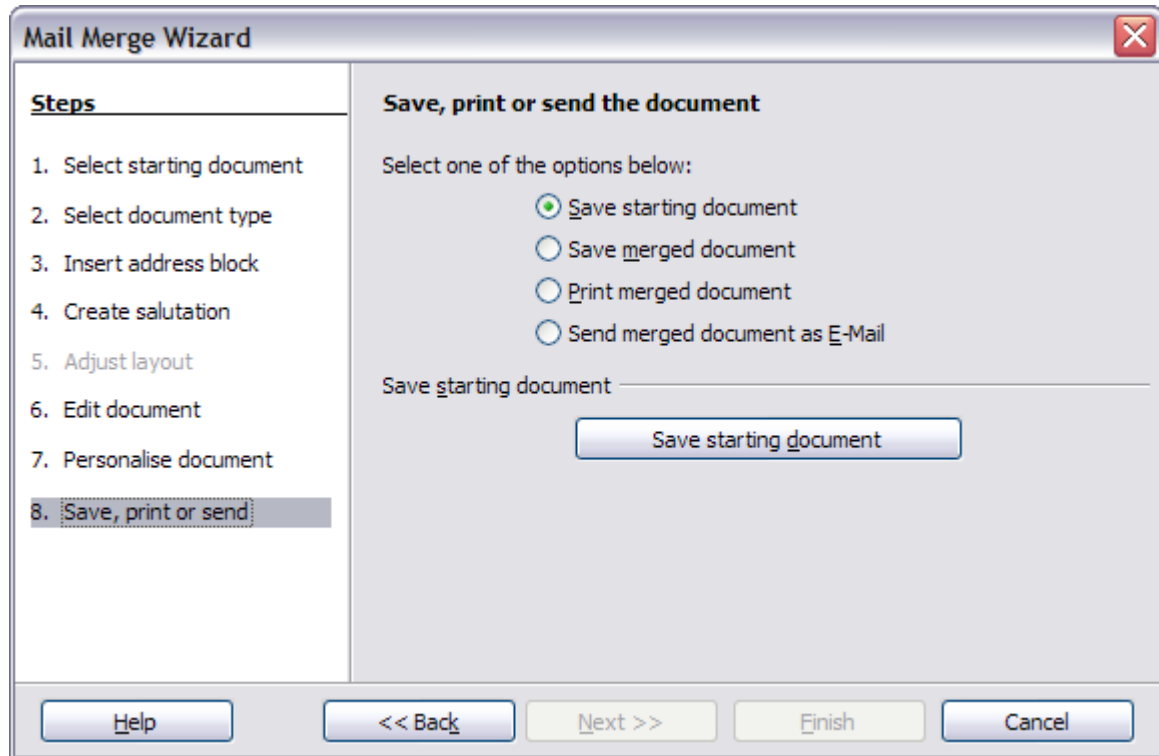 Mail Merge Wizard
Steps
1. Select starting document
2. Select document type
3. Insert address block
4. Create salutation
5. Adjust layout
6. Edit document
7. Personalise document
8. Save, print or send
Save, print or send the document
Select one of the options below:
Save starting document
Save merged document
Print merged document
Send merged document as E-Mail
Save starting document
Save starting document
Help
<< Back
Next >>
Finish
Cancel